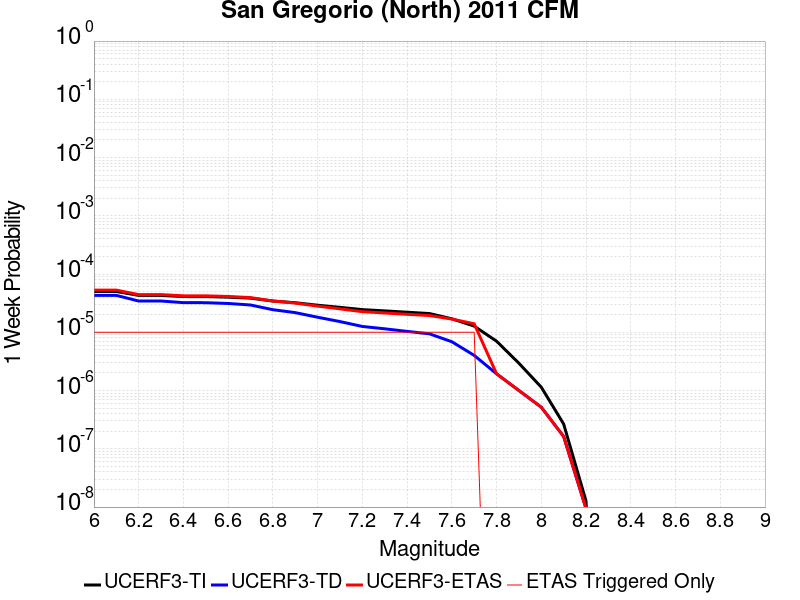 San Gregorio (North) 2011 CFM
1 Week Probability
10^0
10^-1
10^-2
10^-3
10^-4
10^-5
10^-6
10^-7
10^-8
6 6.2 6.4 6.6 6.8 7 7.2 7.4 7.6 7.8 8 8.2 8.4 8.6 8.8 9
Magnitude
UCERF3-TI UCERF3-TD UCERF3-ETAS ETAS Triggered Only